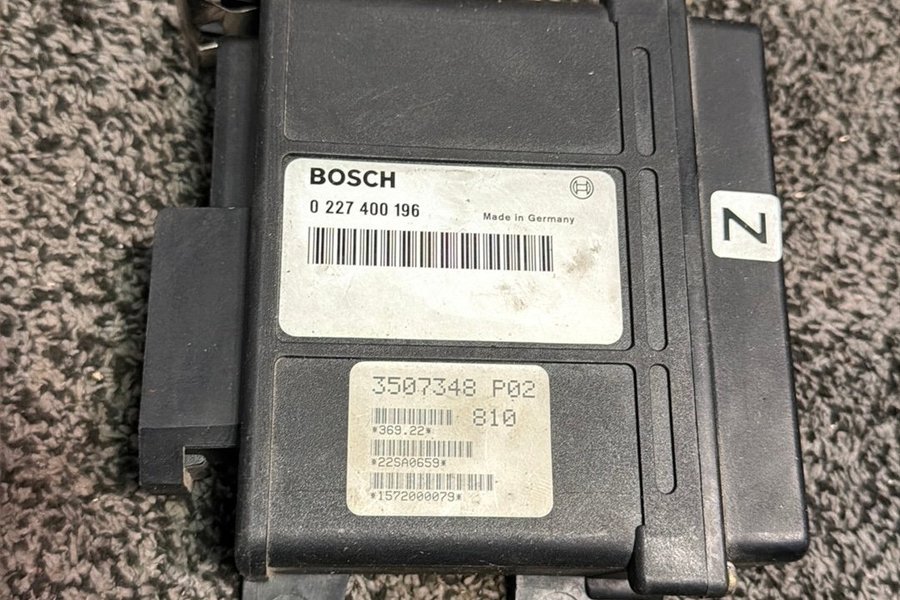 BOSCH
0 227 400 196
Made in Germany
N
3507348 P02
810
*369.22*
*22SA0659*
*1572000079*